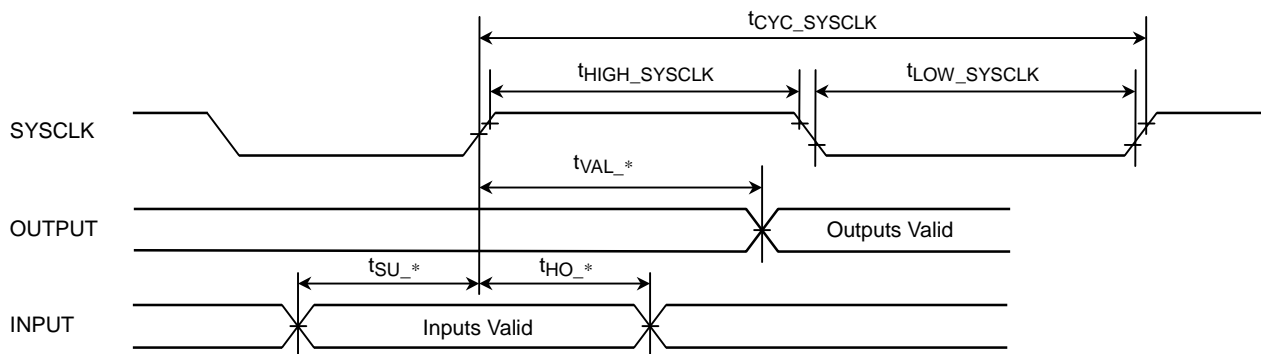 tCYC_SYSCLK
tHIGH_SYSCLK
tLOW_SYSCLK
SYSCLK
tVAL_*
OUTPUT
Outputs Valid
tSU_*
tHO_*
INPUT
Inputs Valid